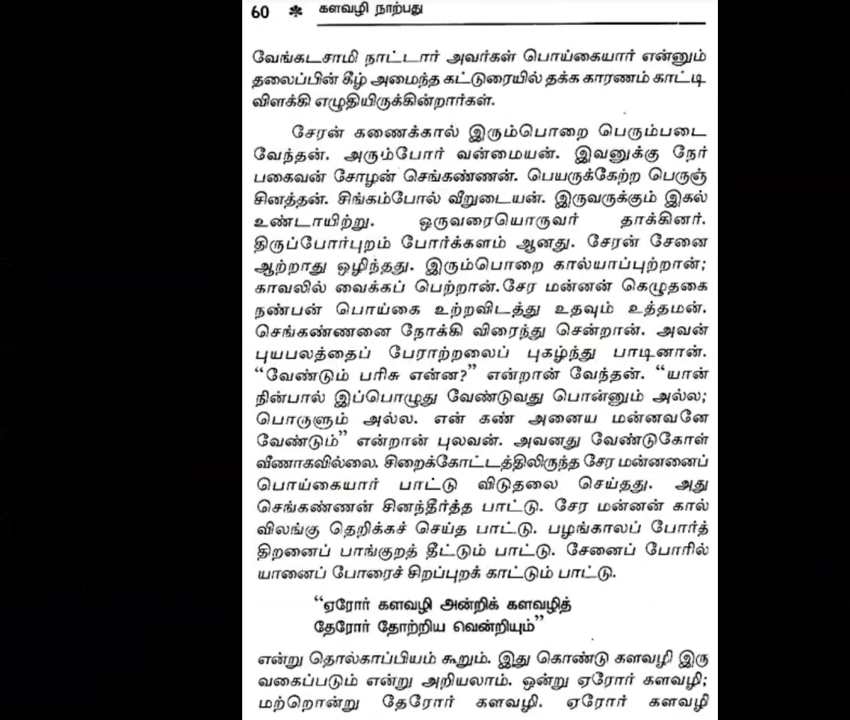 60 ✽ களவழி நாற்பது
வேங்கடசாமி நாட்டார் அவர்கள் பொய்கையார் என்னும்
தலைப்பின் கீழ் அமைந்த கட்டுரையில் தக்க காரணம் காட்டி
விளக்கி எழுதியிருக்கின்றார்கள்.
சேரன் கணைக்கால் இரும்பொறை பெரும்படை
வேந்தன். அரும்போர் வன்மையன். இவனுக்கு நேர்
பகைவன் சோழன் செங்கண்ணன். பெயருக்கேற்ற பெருஞ்
சினத்தன். சிங்கம்போல் வீறுடையன். இருவருக்கும் இகல்
உண்டாயிற்று. ஒருவரையொருவர் தாக்கினர்.
திருப்போர்புறம் போர்க்களம் ஆனது. சேரன் சேனை
ஆற்றாது ஒழிந்தது. இரும்பொறை கால்யாப்புற்றான்;
காவலில் வைக்கப் பெற்றான்.சேர மன்னன் கெழுதகை
நண்பன் பொய்கை உற்றவிடத்து உதவும் உத்தமன்.
செங்கண்ணனை நோக்கி விரைந்து சென்றான். அவன்
புயபலத்தைப் பேராற்றலைப் புகழ்ந்து பாடினான்.
“வேண்டும் பரிசு என்ன?” என்றான் வேந்தன். “யான்
நின்பால் இப்பொழுது வேண்டுவது பொன்னும் அல்ல;
பொருளும் அல்ல. என் கண் அனைய மன்னவனே
வேண்டும்” என்றான் புலவன். அவனது வேண்டுகோள்
வீணாகவில்லை. சிறைக்கோட்டத்திலிருந்த சேர மன்னனைப்
பொய்கையார் பாட்டு விடுதலை செய்தது. அது
செங்கண்ணன் சினந்தீர்த்த பாட்டு. சேர மன்னன் கால்
விலங்கு தெறிக்கச் செய்த பாட்டு. பழங்காலப் போர்த்
திறனைப் பாங்குறத் தீட்டும் பாட்டு. சேனைப் போரில்
யானைப் போரைச் சிறப்புறக் காட்டும் பாட்டு.
“ஏரோர் களவழி அன்றிக் களவழித்
தேரோர் தோற்றிய வென்றியும்”
என்று தொல்காப்பியம் கூறும். இது கொண்டு களவழி இரு
வகைப்படும் என்று அறியலாம். ஒன்று ஏரோர் களவழி;
மற்றொன்று தேரோர் களவழி. ஏரோர் களவழி